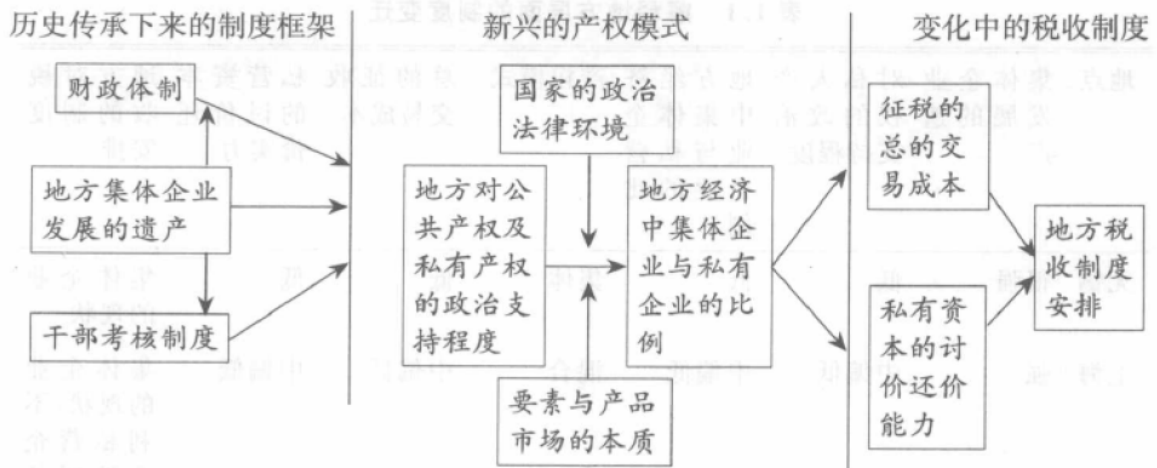 历史传承下来的制度框架
新兴的产权模式
变化中的税收制度
财政体制
地方集体企业
发展的遗产
干部考核制度
国家的政治
法律环境
地方对公
共产权及
私有产权
的政治支
持程度
地方经济
中集体企
业与私有
企业的比
例
要素与产品
市场的本质
征税的
总的交
易成本
私有资
本的讨
价还价
能力
地方税
收制度
安排